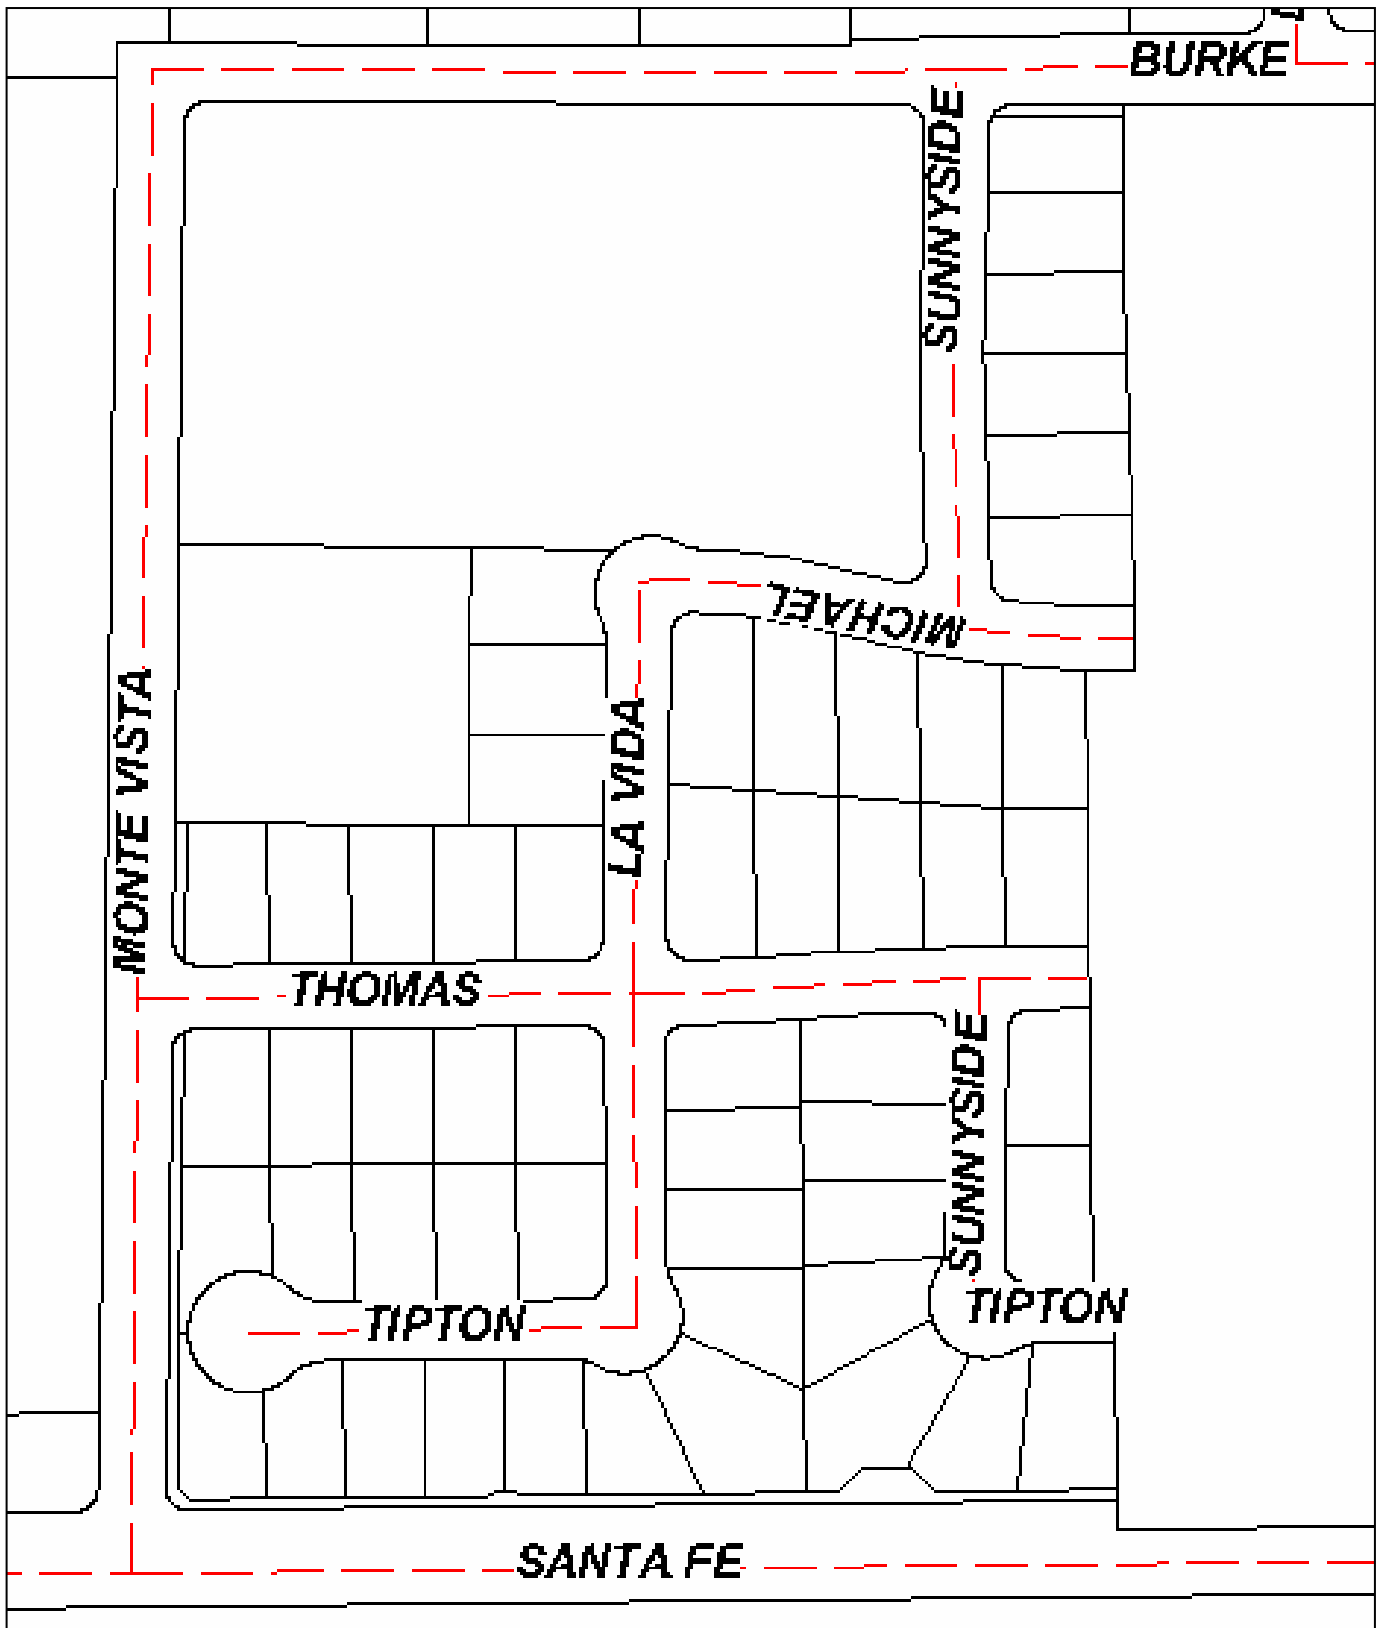 BURKE
SUNNYSIDE
MICHAEL
MONTE VISTA
LA VIDA
THOMAS
SUNNYSIDE
TIPTON
TIPTON
SANTA FE